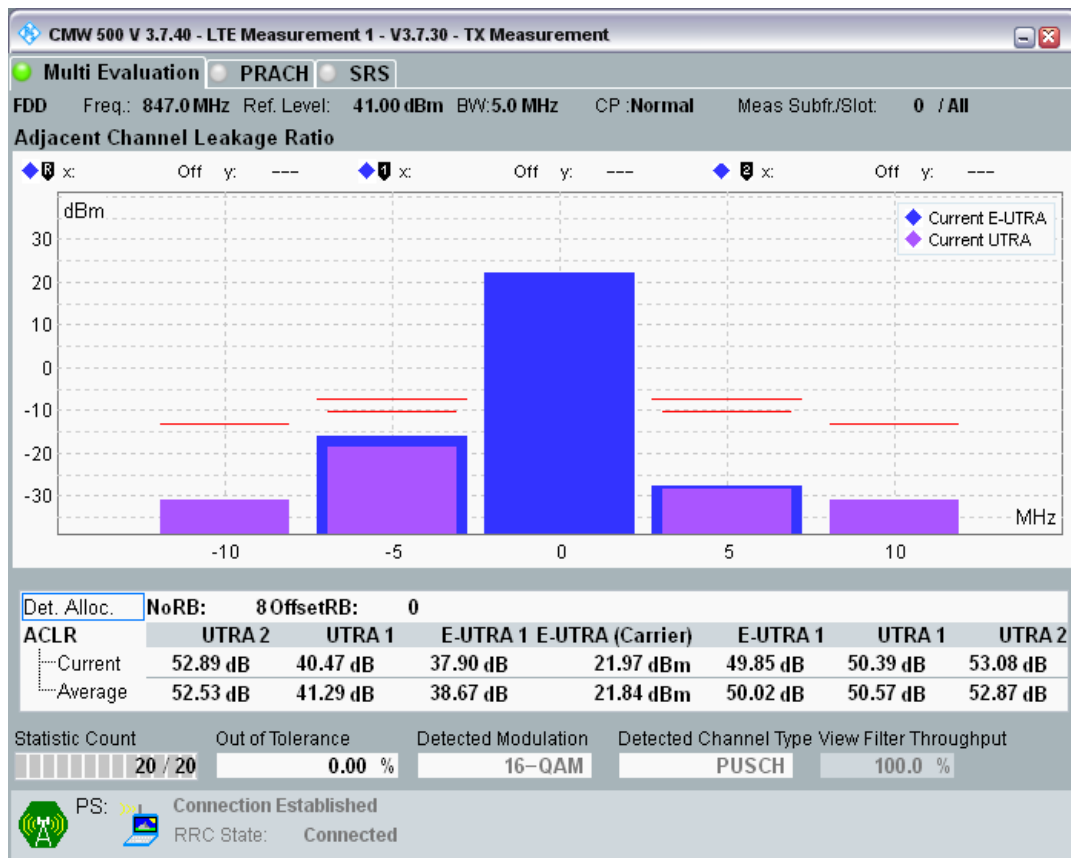 CMW 500 V 3.7.40 - LTE Measurement 1 - V3.7.30 - TX Measurement
Multi Evaluation PRACH SRS
FDD Freq.: 847.0 MHz Ref. Level: 41.00 dBm BW:5.0 MHz CP :Normal Meas Subfr./Slot: 0 / All
Adjacent Channel Leakage Ratio
R x: Off y: --- 1 x: Off y: --- 2 x: Off y: ---
dBm
Current E-UTRA
Current UTRA
30
20
10
0
-10
-20
-30
MHz
-10 -5 0 5 10
Det. Alloc. NoRB: 8 OffsetRB: 0
ACLR UTRA 2 UTRA 1 E-UTRA 1 E-UTRA (Carrier) E-UTRA 1 UTRA 1 UTRA 2
Current 52.89 dB 40.47 dB 37.90 dB 21.97 dBm 49.85 dB 50.39 dB 53.08 dB
Average 52.53 dB 41.29 dB 38.67 dB 21.84 dBm 50.02 dB 50.57 dB 52.87 dB
Statistic Count Out of Tolerance Detected Modulation Detected Channel Type View Filter Throughput
20 / 20 0.00 % 16-QAM PUSCH 100.0 %
PS: Connection Established
RRC State: Connected